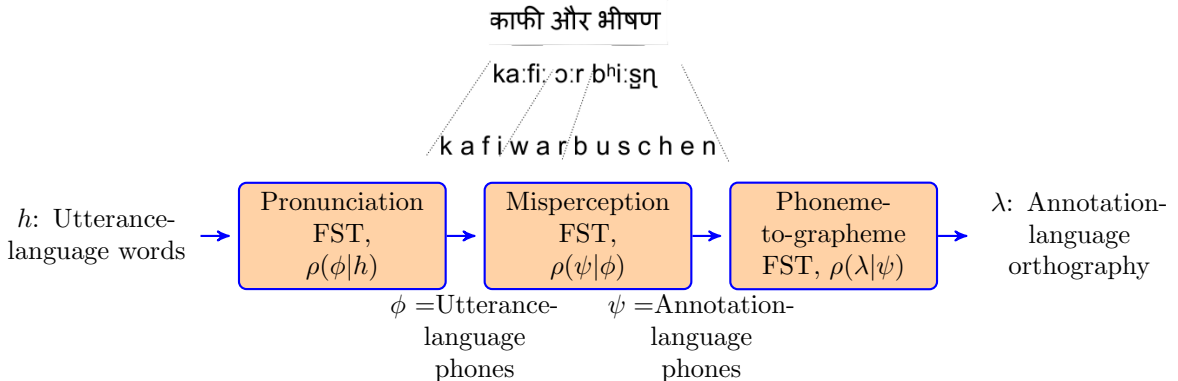 काफी और भीषण
ka:fi: ɔ:r bʰi:ʂɳ
k a f i w a r b u s c h e n
h: Utterance-
language words
Pronunciation
FST,
ρ(ϕ|h)
Misperception
FST,
ρ(ψ|ϕ)
Phoneme-
to-grapheme
FST, ρ(λ|ψ)
λ: Annotation-
language
orthography
ϕ =Utterance-
language
phones
ψ =Annotation-
language
phones